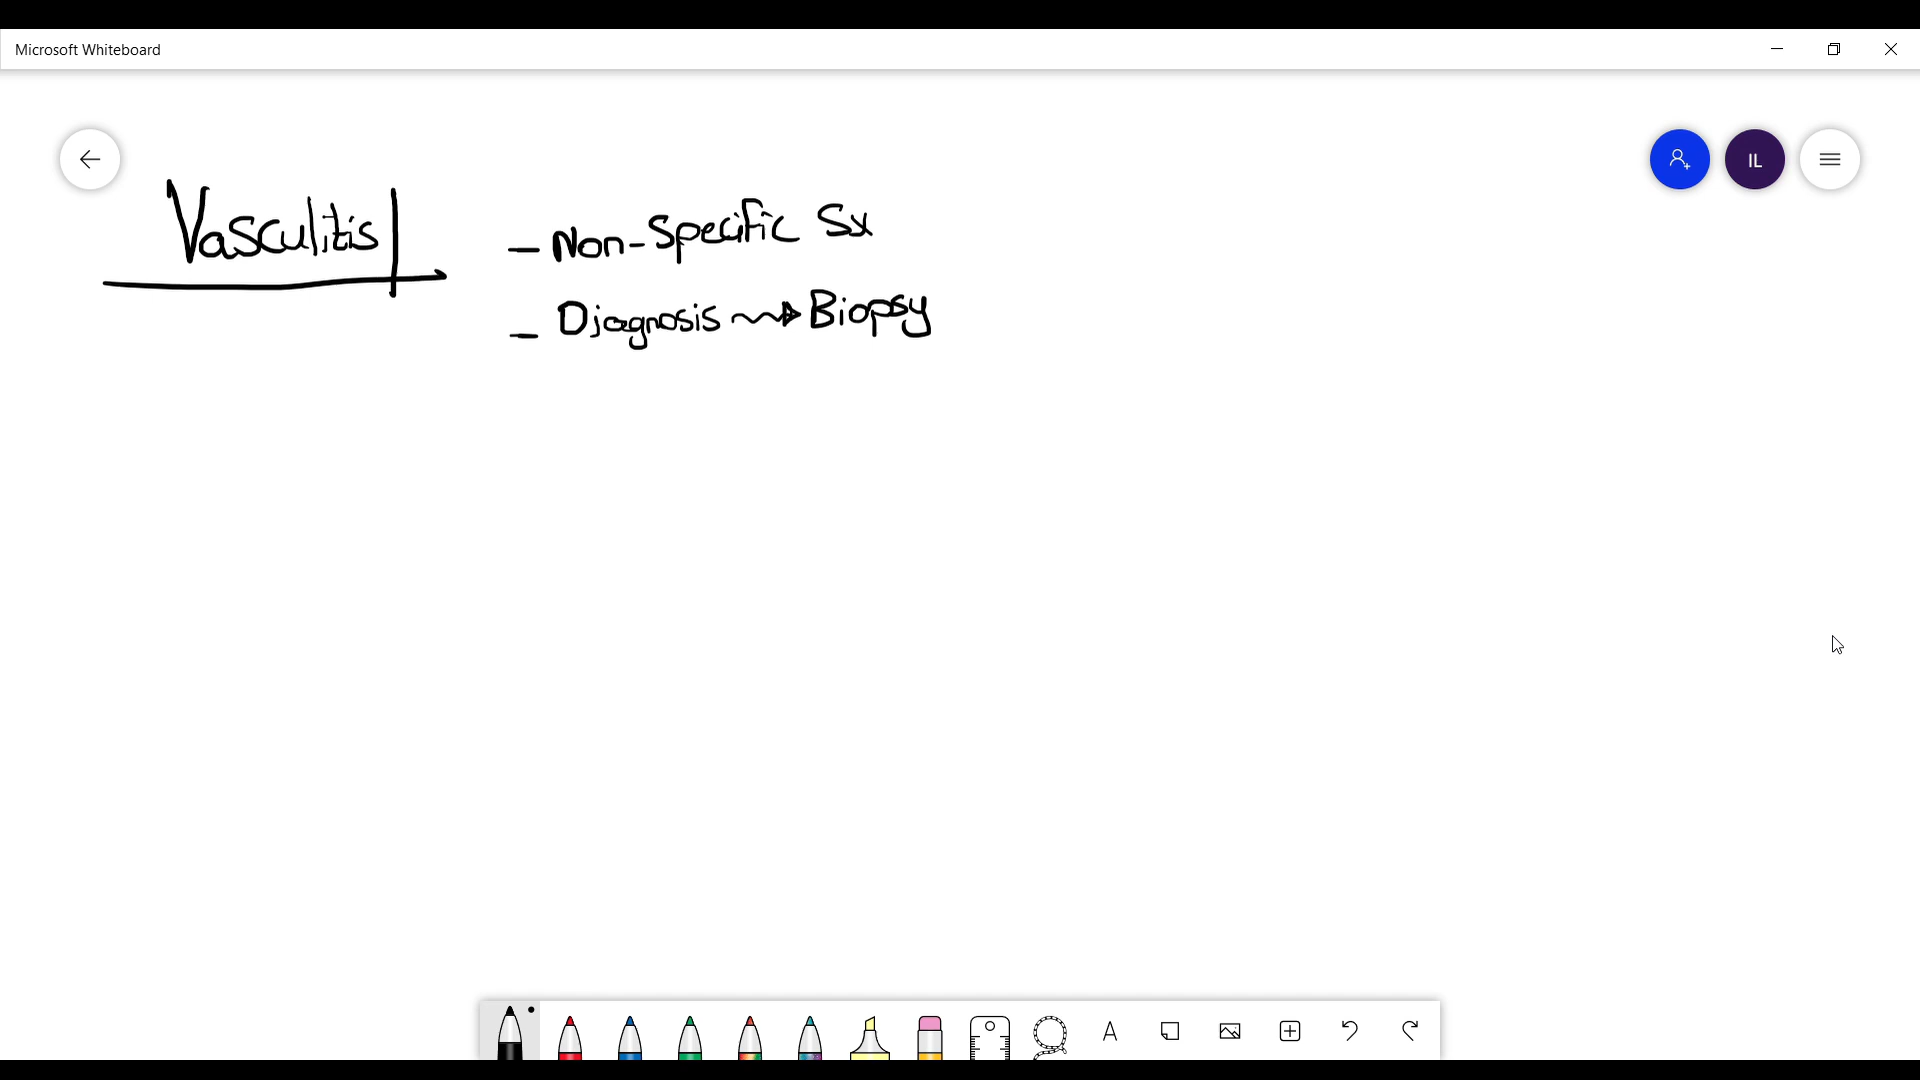 Microsoft Whiteboard
IL
Vasculitis
- Non-Specific Sx
- Diagnosis → Biopsy
A